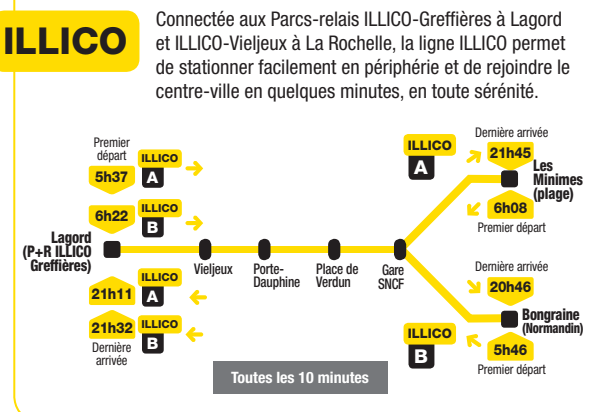 ILLICO
Connectée aux Parcs-relais ILLICO-Greffières à Lagord
et ILLICO-Vieljeux à La Rochelle, la ligne ILLICO permet
de stationner facilement en périphérie et de rejoindre le
centre-ville en quelques minutes, en toute sérénité.
Premier
départ
5h37
ILLICO
A
6h22
ILLICO
B
Lagord
(P+R ILLICO
Greffières)
21h11
ILLICO
A
21h32
ILLICO
B
Dernière
arrivée
Vieljeux
Porte-
Dauphine
Place de
Verdun
Gare
SNCF
ILLICO
A
Dernière arrivée
21h45
Les
Minimes
(plage)
6h08
Premier départ
Dernière arrivée
20h46
Bongraine
(Normandin)
ILLICO
B
5h46
Premier départ
Toutes les 10 minutes